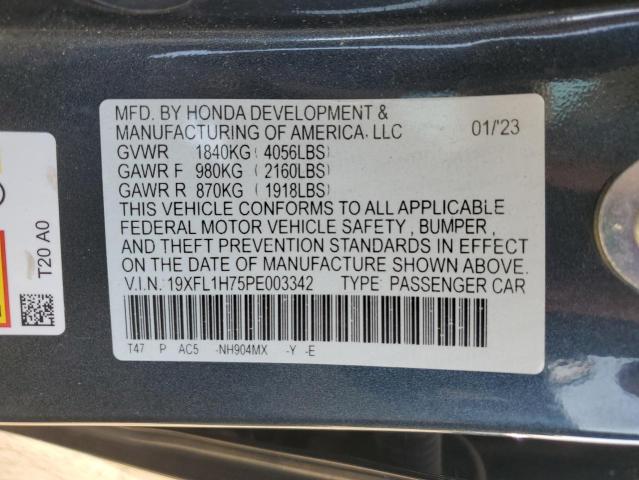 MFD. BY HONDA DEVELOPMENT &
MANUFACTURING OF AMERICA, LLC 01/'23
GVWR 1840KG (4056LBS)
GAWR F 980KG (2160LBS)
GAWR R 870KG (1918LBS)
THIS VEHICLE CONFORMS TO ALL APPLICABLE
FEDERAL MOTOR VEHICLE SAFETY, BUMPER,
AND THEFT PREVENTION STANDARDS IN EFFECT
ON THE DATE OF MANUFACTURE SHOWN ABOVE.
V.I.N. 19XFL1H75PE003342 TYPE: PASSENGER CAR
T47 P AC5 -NH904MX -Y -E
T20 A0